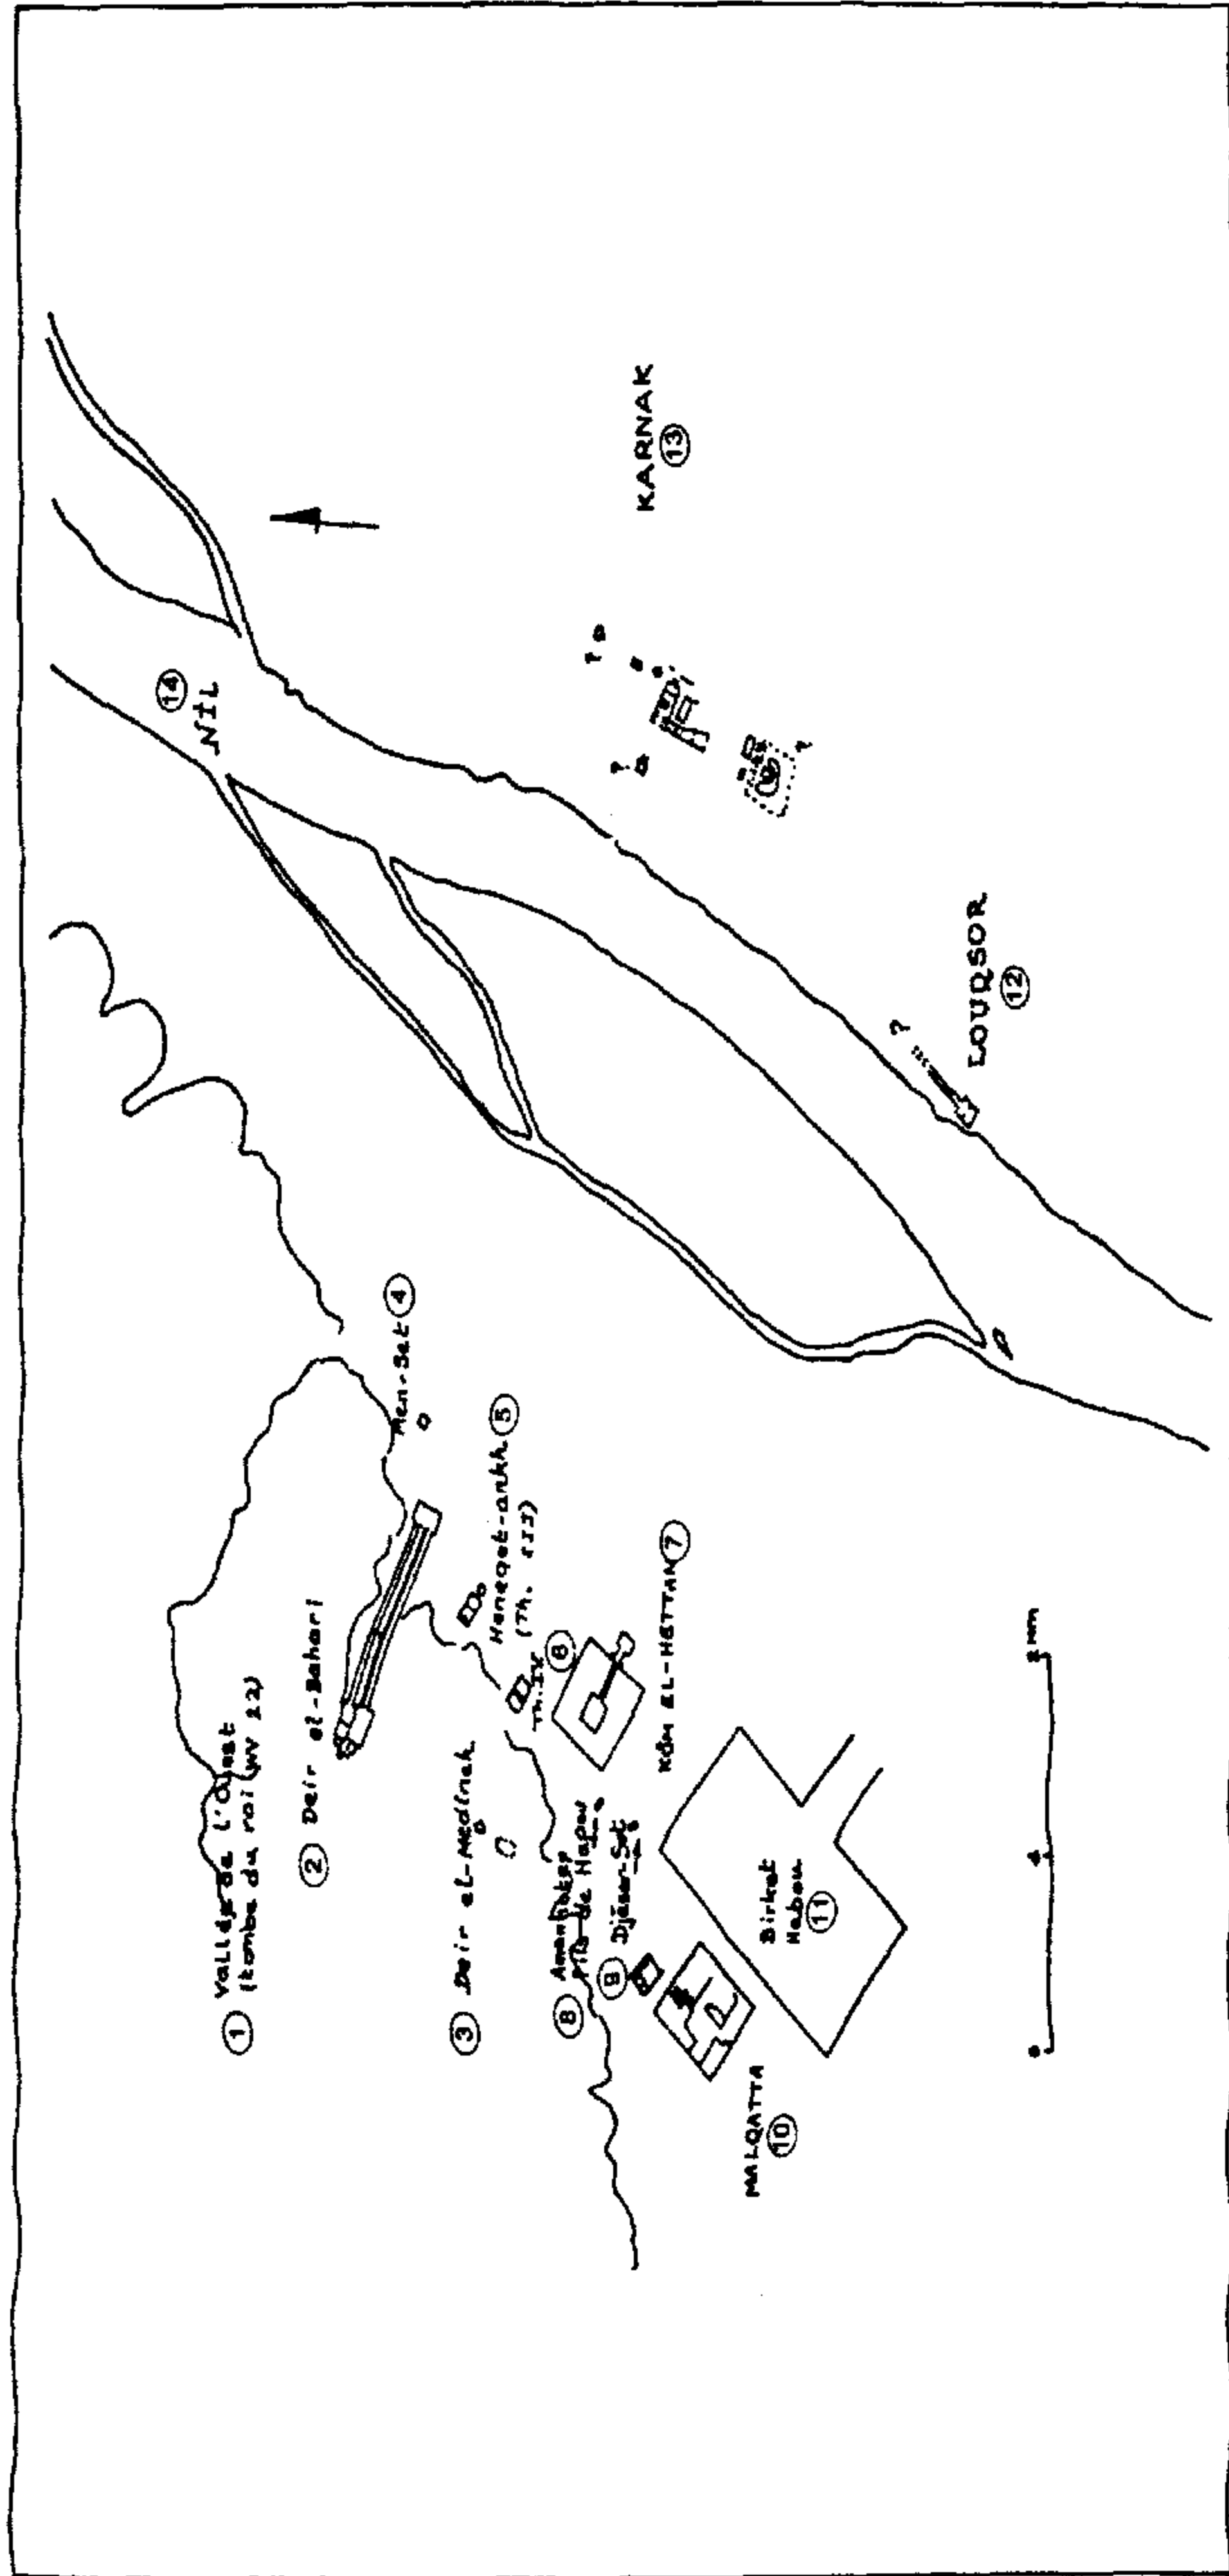 ① Vallée de l'Ouest
(tombe du roi WV 22)
② Deir el-Bahari
③ Deir el-Medineh
Men-Set ④
Heneqet-ankh ⑤
(Th. III)
Th. IV ⑥
KÔM EL-HETTAN ⑦
⑧ Amenhotep
fils de Hapou
⑨ Djéser-Set
MALQATTA
⑩
Birket
Habou
⑪
LOUQSOR
⑫
?
KARNAK
⑬
?
?
?
⑭
NIL
0 1 2 km